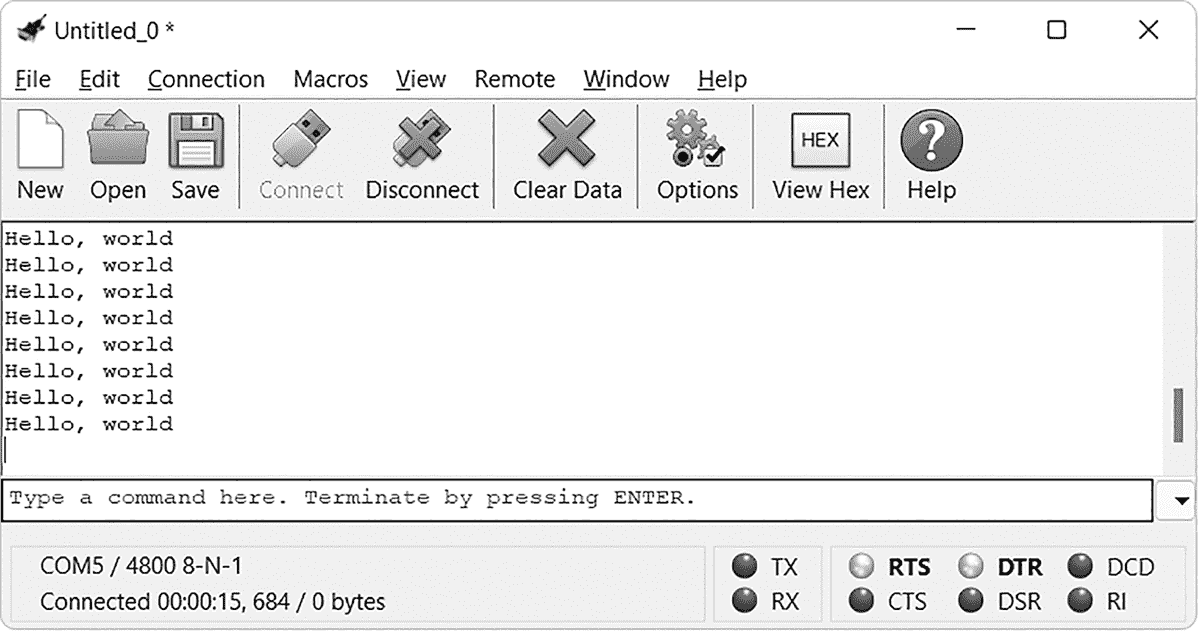 Untitled_0 *
File Edit Connection Macros View Remote Window Help
HEX
New Open Save Connect Disconnect Clear Data Options View Hex Help
Hello, world
Hello, world
Hello, world
Hello, world
Hello, world
Hello, world
Hello, world
Hello, world
Type a command here. Terminate by pressing ENTER.
COM5 / 4800 8-N-1
Connected 00:00:15, 684 / 0 bytes
TX RTS DTR DCD
RX CTS DSR RI